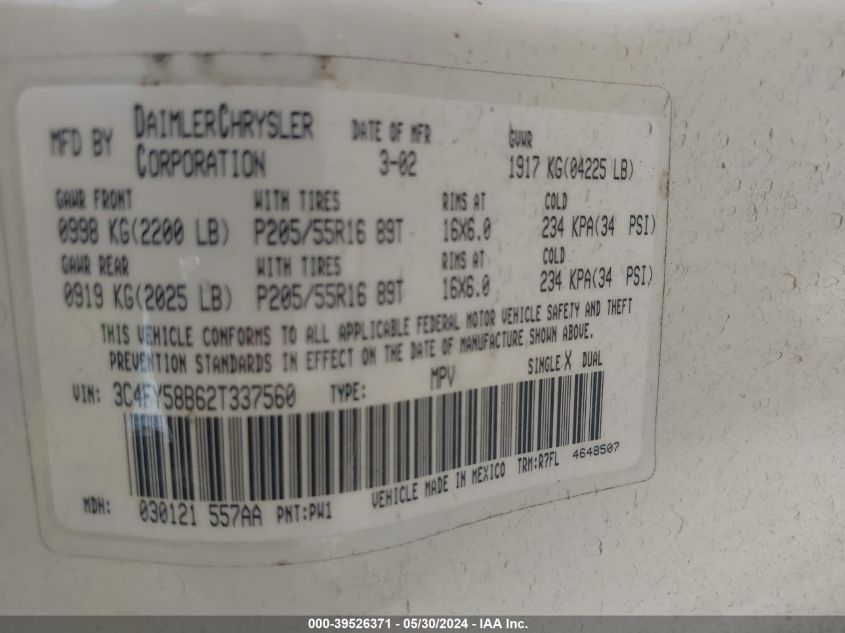 MFD BY DAIMLERCHRYSLER CORPORATION DATE OF MFR 3-02 GVWR 1917 KG(04225 LB)
GAWR FRONT WITH TIRES RIMS AT COLD
0998 KG(2200 LB) P205/55R16 89T 16X6.0 234 KPA(34 PSI)
GAWR REAR WITH TIRES RIMS AT COLD
0919 KG(2025 LB) P205/55R16 89T 16X6.0 234 KPA(34 PSI)
THIS VEHICLE CONFORMS TO ALL APPLICABLE FEDERAL MOTOR VEHICLE SAFETY AND THEFT
PREVENTION STANDARDS IN EFFECT ON THE DATE OF MANUFACTURE SHOWN ABOVE.
VIN: 3C4FY58B62T337560 TYPE: MPV SINGLE X DUAL
MDH: 030121 557AA PNT:PW1 VEHICLE MADE IN MEXICO TRM:R7FL 4648507
000-39526371 - 05/30/2024 - IAA Inc.